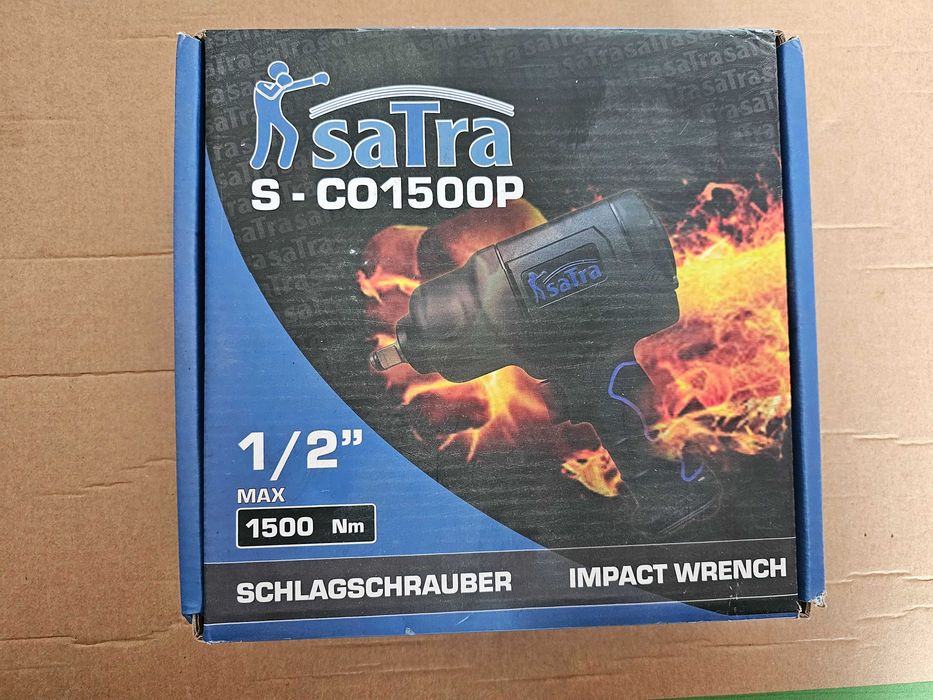 saTra
S - CO1500P
saTra
1/2”
MAX
1500 Nm
SCHLAGSCHRAUBER
IMPACT WRENCH